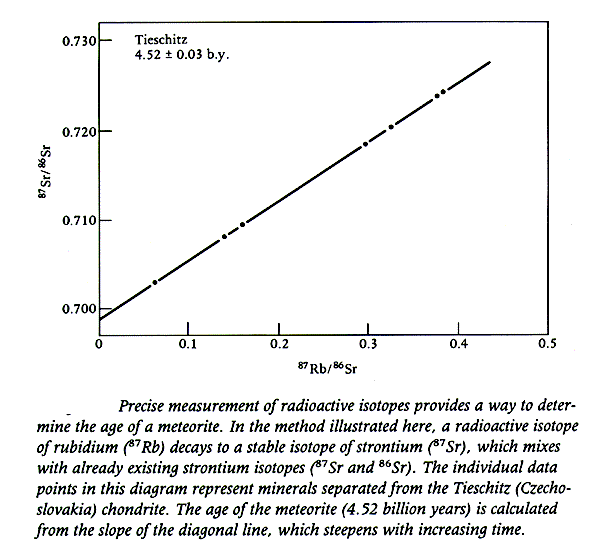 0.730
Tieschitz
4.52 ± 0.03 b.y.
0.720
⁸⁷Sr/⁸⁶Sr
0.710
0.700
0 0.1 0.2 0.3 0.4 0.5
⁸⁷Rb/⁸⁶Sr
Precise measurement of radioactive isotopes provides a way to deter-
mine the age of a meteorite. In the method illustrated here, a radioactive isotope
of rubidium (⁸⁷Rb) decays to a stable isotope of strontium (⁸⁷Sr), which mixes
with already existing strontium isotopes (⁸⁷Sr and ⁸⁶Sr). The individual data
points in this diagram represent minerals separated from the Tieschitz (Czecho-
slovakia) chondrite. The age of the meteorite (4.52 billion years) is calculated
from the slope of the diagonal line, which steepens with increasing time.